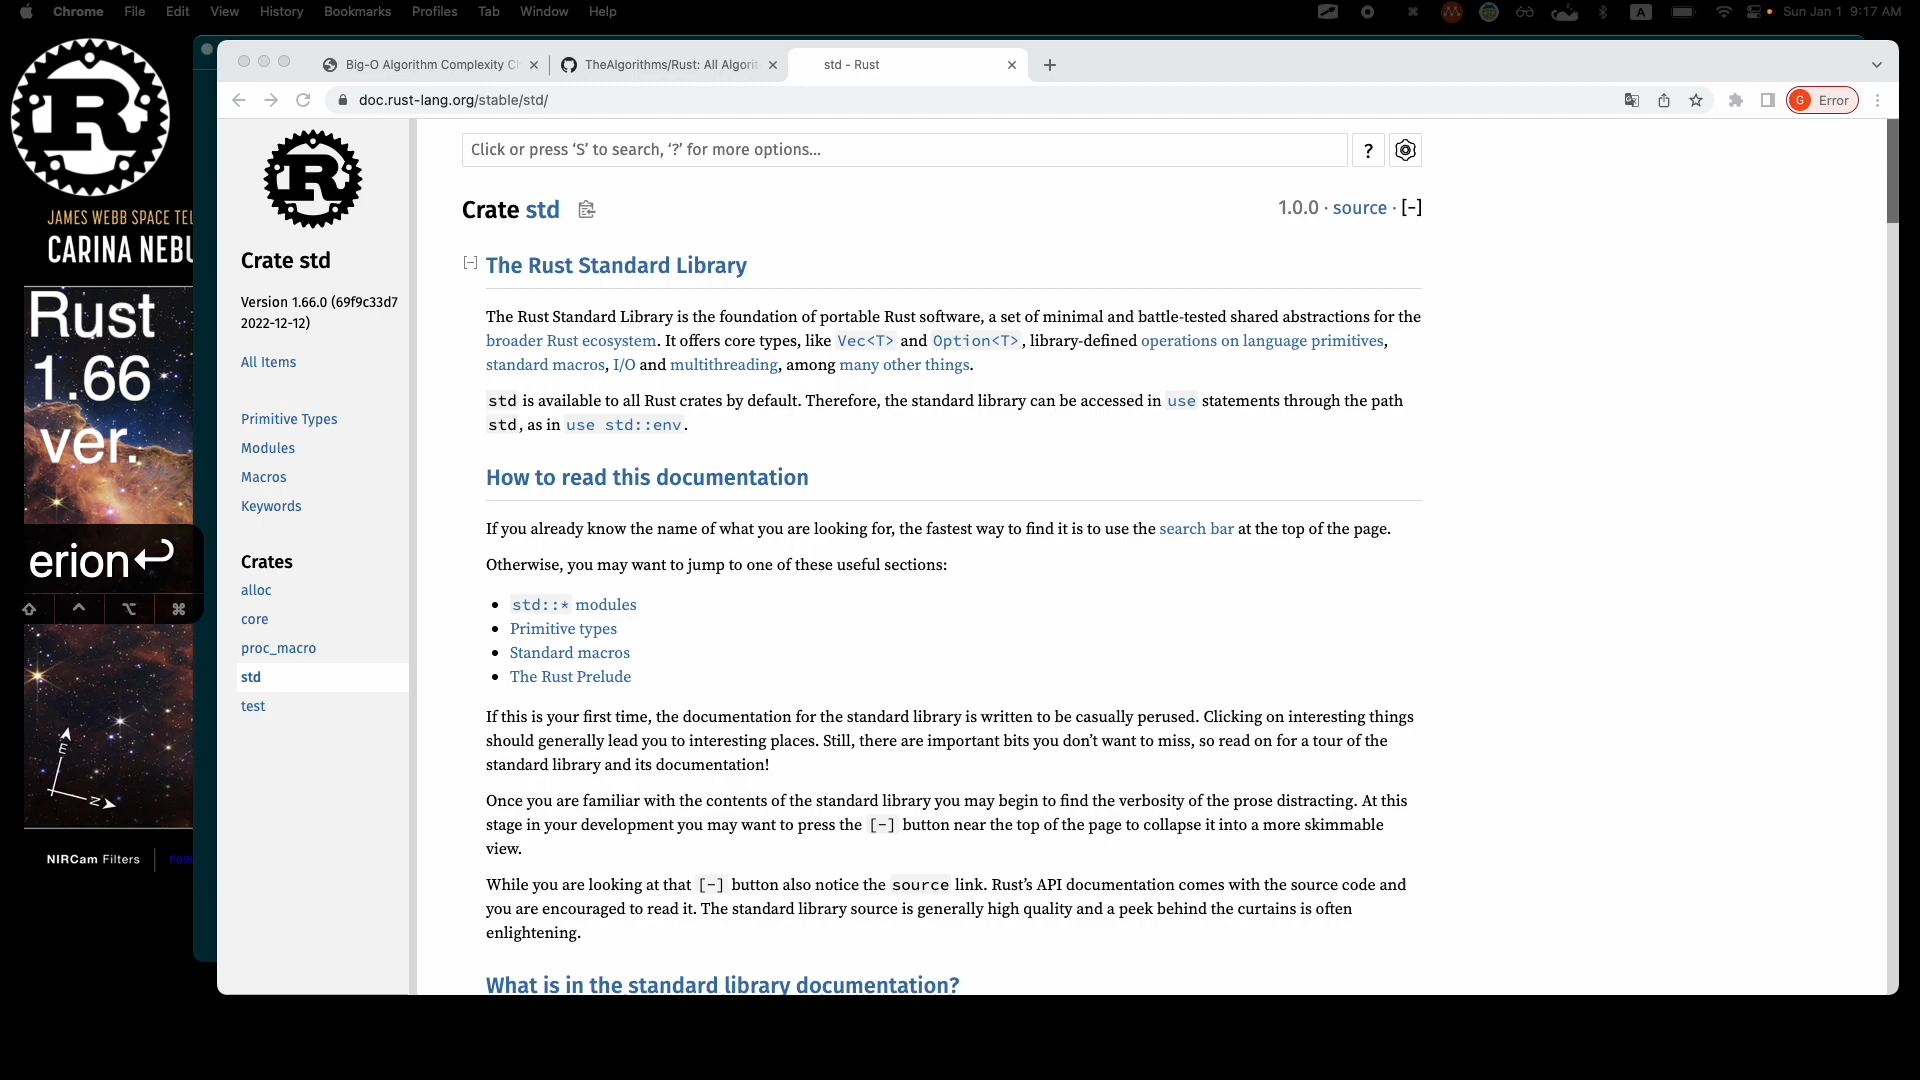 Chrome File Edit View History Bookmarks Profiles Tab Window Help
A
Sun Jan 1 9:17 AM
JAMES WEBB SPACE TEL
CARINA NEBU
Rust
1.66
ver.
erion↩
⇧ ^ ⌥ ⌘
E
N
NIRCam Filters
Big-O Algorithm Complexity Ch
TheAlgorithms/Rust: All Algorit
std - Rust
doc.rust-lang.org/stable/std/
G Error
R
Crate std
Version 1.66.0 (69f9c33d7
2022-12-12)
All Items
Primitive Types
Modules
Macros
Keywords
Crates
alloc
core
proc_macro
std
test
Click or press ‘S’ to search, ‘?’ for more options...
?
Crate std
1.0.0 · source · [-]
[-] The Rust Standard Library
The Rust Standard Library is the foundation of portable Rust software, a set of minimal and battle-tested shared abstractions for the
broader Rust ecosystem. It offers core types, like Vec<T> and Option<T>, library-defined operations on language primitives,
standard macros, I/O and multithreading, among many other things.
std is available to all Rust crates by default. Therefore, the standard library can be accessed in use statements through the path
std, as in use std::env.
How to read this documentation
If you already know the name of what you are looking for, the fastest way to find it is to use the search bar at the top of the page.
Otherwise, you may want to jump to one of these useful sections:
• std::* modules
• Primitive types
• Standard macros
• The Rust Prelude
If this is your first time, the documentation for the standard library is written to be casually perused. Clicking on interesting things
should generally lead you to interesting places. Still, there are important bits you don’t want to miss, so read on for a tour of the
standard library and its documentation!
Once you are familiar with the contents of the standard library you may begin to find the verbosity of the prose distracting. At this
stage in your development you may want to press the [-] button near the top of the page to collapse it into a more skimmable
view.
While you are looking at that [-] button also notice the source link. Rust’s API documentation comes with the source code and
you are encouraged to read it. The standard library source is generally high quality and a peek behind the curtains is often
enlightening.
What is in the standard library documentation?